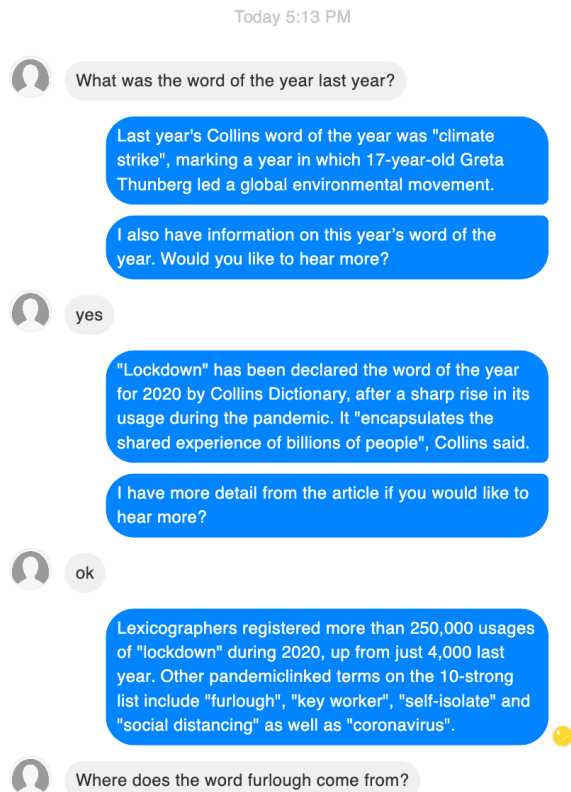 Today 5:13 PM
What was the word of the year last year?
Last year's Collins word of the year was "climate
strike", marking a year in which 17-year-old Greta
Thunberg led a global environmental movement.
I also have information on this year's word of the
year. Would you like to hear more?
yes
"Lockdown" has been declared the word of the year
for 2020 by Collins Dictionary, after a sharp rise in its
usage during the pandemic. It "encapsulates the
shared experience of billions of people", Collins said.
I have more detail from the article if you would like to
hear more?
ok
Lexicographers registered more than 250,000 usages
of "lockdown" during 2020, up from just 4,000 last
year. Other pandemiclinked terms on the 10-strong
list include "furlough", "key worker", "self-isolate" and
"social distancing" as well as "coronavirus".
Where does the word furlough come from?